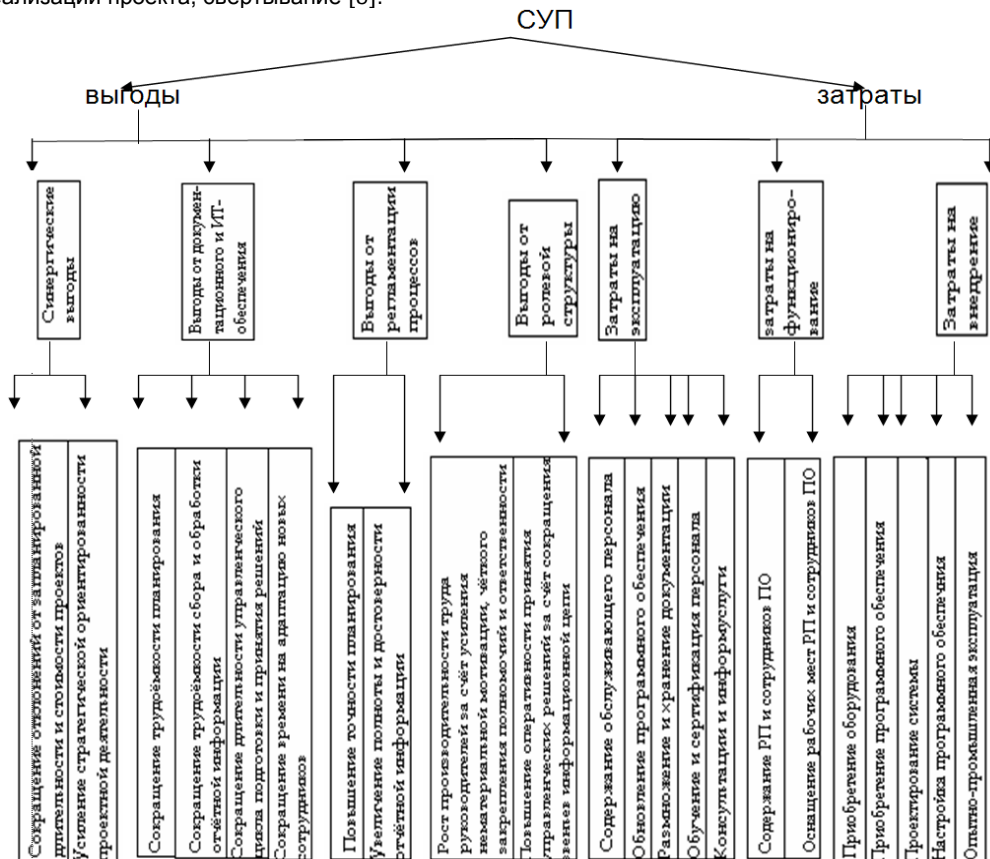 ализации проекта, свертывание
СУП
выгоды
затраты
Синергические
выгоды
Выгоды от докумен-
тационного и ИТ-
обеспечения
Выгоды от
регламентации
процессов
Выгоды от
ролевой
структуры
Затраты на
эксплуатацию
затраты на
функциониро-
вание
Затраты на
внедрение
Сокращение отклонений от запланированной
длительности и стоимости проектов
Усиление стратегической ориентированности
проектной деятельности
Сокращение трудоёмкости планирования
Сокращение трудоёмкости сбора и обработки
отчётной информации
Сокращение длительности управленческого
цикла подготовки и принятия решений
Сокращение времени на адаптацию новых
сотрудников
Повышение точности планирования
Увеличение полноты и достоверности
отчётной информации
Рост производительности труда
руководителей за счёт усиления
нематериальной мотивации, чёткого
закрепления полномочий и ответственности
Повышение оперативности принятия
управленческих решений за счёт сокращения
звеньев в информационной цепи
Содержание обслуживающего персонала
Обновление программного обеспечения
Размножение и хранение документации
Обучение и сертификация персонала
Консультации и информуслуги
Содержание РП и сотрудников ПО
Оснащение рабочих мест РП и сотрудников ПО
Приобретение оборудования
Приобретение программного обеспечения
Проектирование системы
Настройка программного обеспечния
Опытно-промышленная эксплуатация